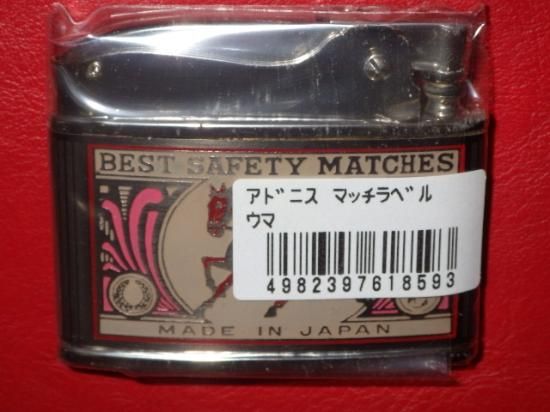 BEST SAFETY MATCHES
ｱﾄﾞﾆｽ ﾏｯﾁﾗﾍﾞﾙ
ｳﾏ
4982397618593
MADE IN JAPAN